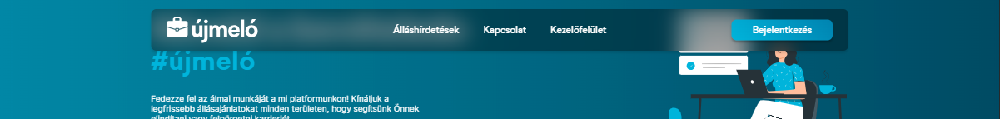 újmeló
Álláshírdetések
Kapcsolat
Kezelőfelület
Bejelentkezés
#újmeló
Fedezze fel az álmai munkáját a mi platformunkon! Kínáljuk a
legfrissebb állásajánlatokat minden területen, hogy segítsünk Önnek
elindítani vagy felpörgetni karrierjét